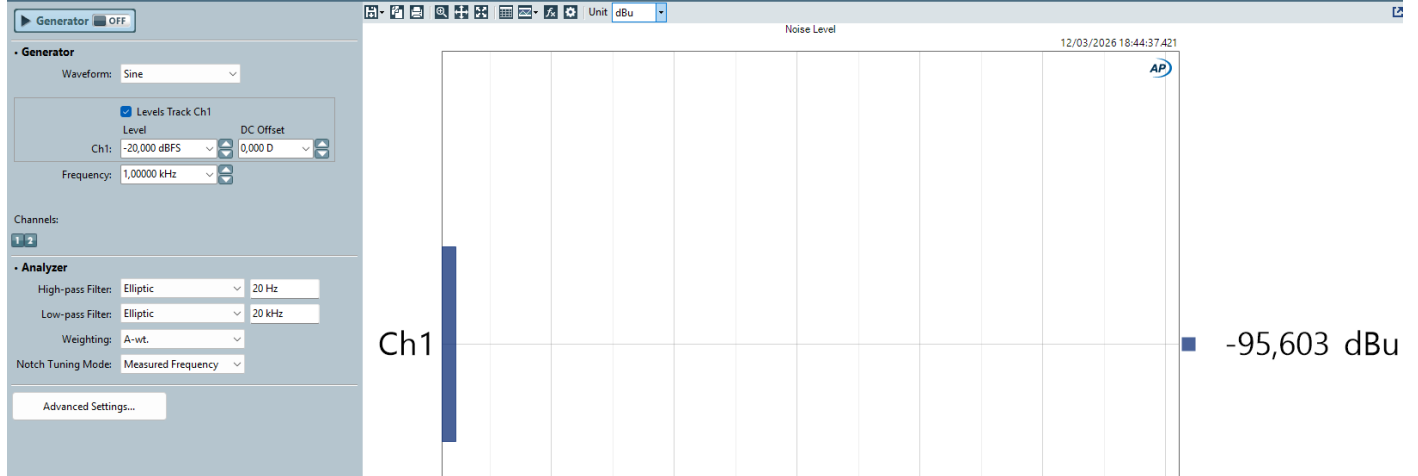 Generator OFF
Unit dBu
Noise Level
12/03/2026 18:44:37.421
AP
Generator
Waveform: Sine
Levels Track Ch1
Level DC Offset
Ch1: -20,000 dBFS 0,000 D
Frequency: 1,00000 kHz
Channels:
1 2
Analyzer
High-pass Filter: Elliptic 20 Hz
Low-pass Filter: Elliptic 20 kHz
Weighting: A-wt.
Notch Tuning Mode: Measured Frequency
Advanced Settings...
Ch1
-95,603 dBu